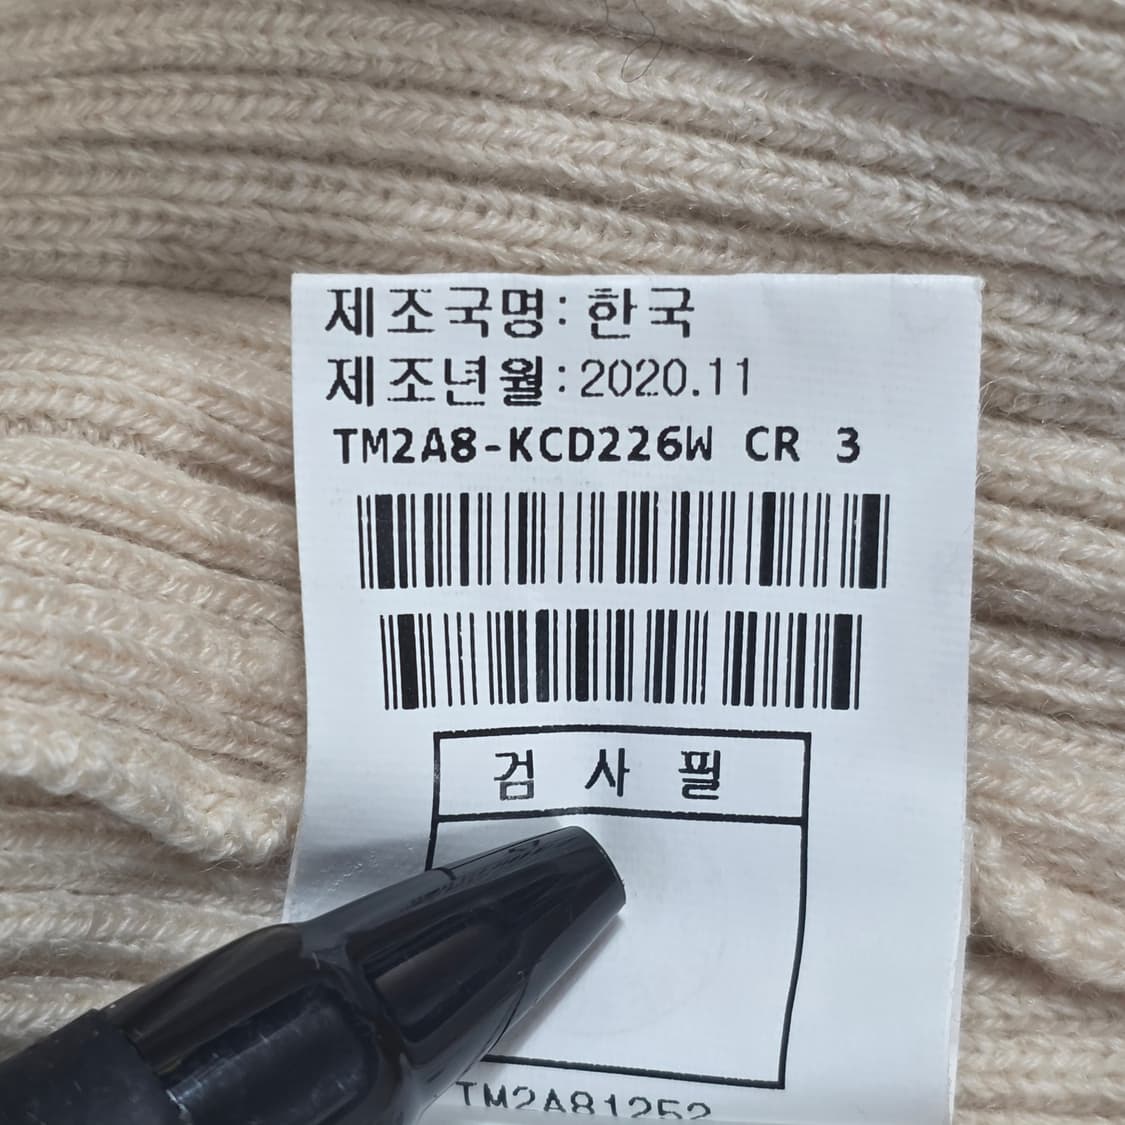 제조국명: 한국
제조년월:2020.11
TM2A8-KCD226W CR 3
검 사 필
TM2A81252